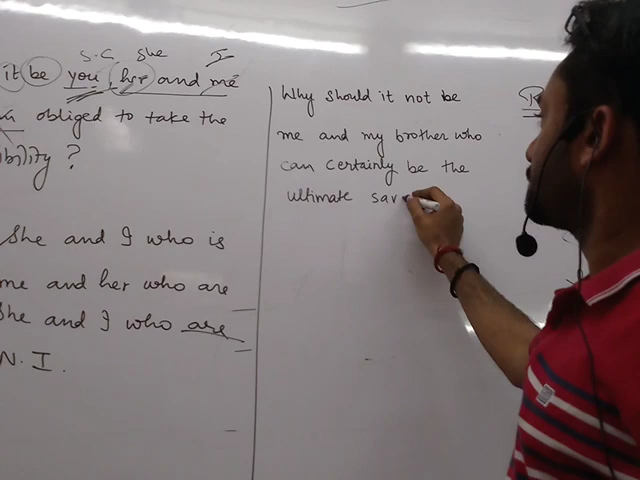 S.C she I
it be you, her and me
obliged to take the
bility?
She and I who is
me and her who are
She and I who are
N. I.
Why should it not be
me and my brother who
can certainly be the
ultimate sav